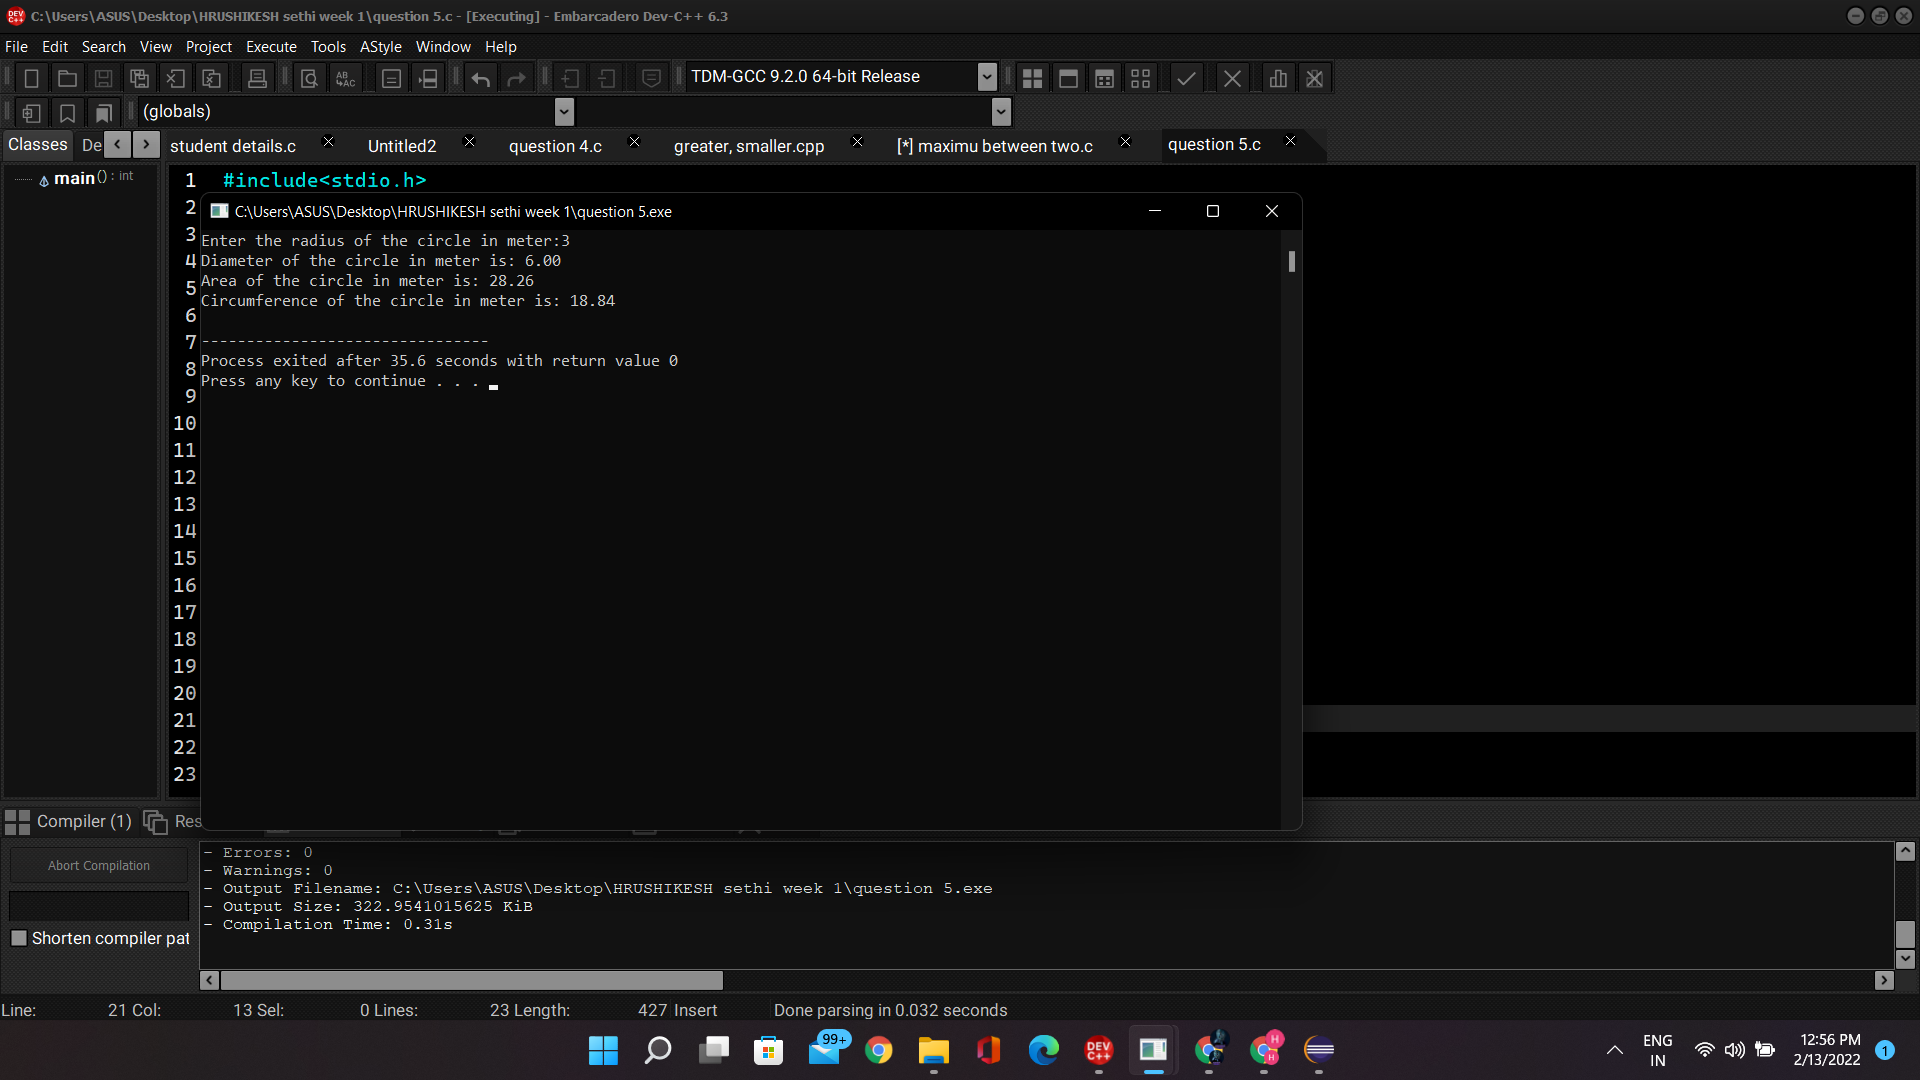 C:\Users\ASUS\Desktop\HRUSHIKESH sethi week 1\question 5.c - [Executing] - Embarcadero Dev-C++ 6.3
File Edit Search View Project Execute Tools AStyle Window Help
TDM-GCC 9.2.0 64-bit Release
(globals)
Classes De student details.c Untitled2 question 4.c greater, smaller.cpp [*] maximu between two.c question 5.c
main() : int
1 #include<stdio.h>
2
C:\Users\ASUS\Desktop\HRUSHIKESH sethi week 1\question 5.exe
3
Enter the radius of the circle in meter:3
4
Diameter of the circle in meter is: 6.00
Area of the circle in meter is: 28.26
5
Circumference of the circle in meter is: 18.84
6
7
--------------------------------
Process exited after 35.6 seconds with return value 0
8
Press any key to continue . . .
9
10
11
12
13
14
15
16
17
18
19
20
21
22
23
Compiler (1) Res
Abort Compilation
Shorten compiler pat
- Errors: 0
- Warnings: 0
- Output Filename: C:\Users\ASUS\Desktop\HRUSHIKESH sethi week 1\question 5.exe
- Output Size: 322.9541015625 KiB
- Compilation Time: 0.31s
Line: 21 Col: 13 Sel: 0 Lines: 23 Length: 427 Insert Done parsing in 0.032 seconds
99+
DEV C++
ENG
IN
12:56 PM
2/13/2022
1